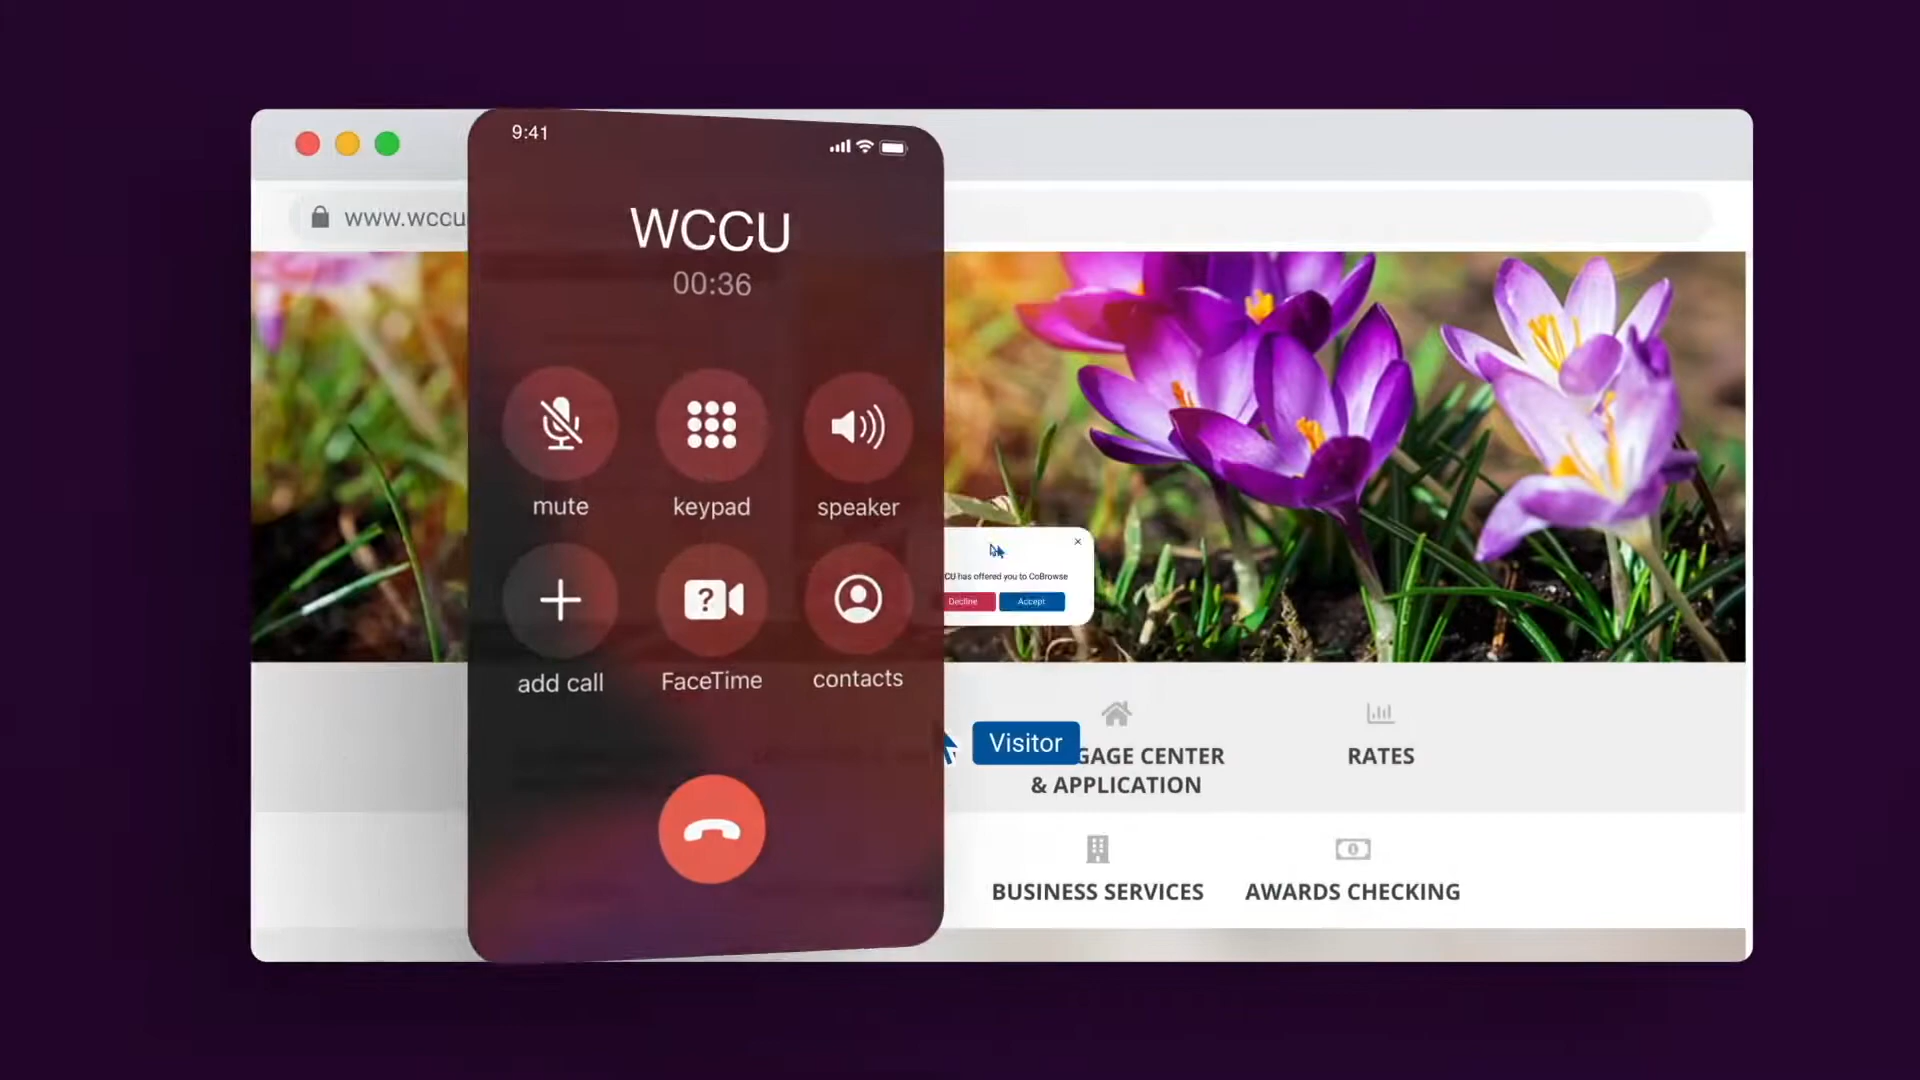 9:41
www.wccu
WCCU
00:36
mute
keypad
speaker
add call
FaceTime
contacts
CU has offered you to CoBrowse
Decline
Accept
Visitor
GAGE CENTER
& APPLICATION
RATES
BUSINESS SERVICES
AWARDS CHECKING